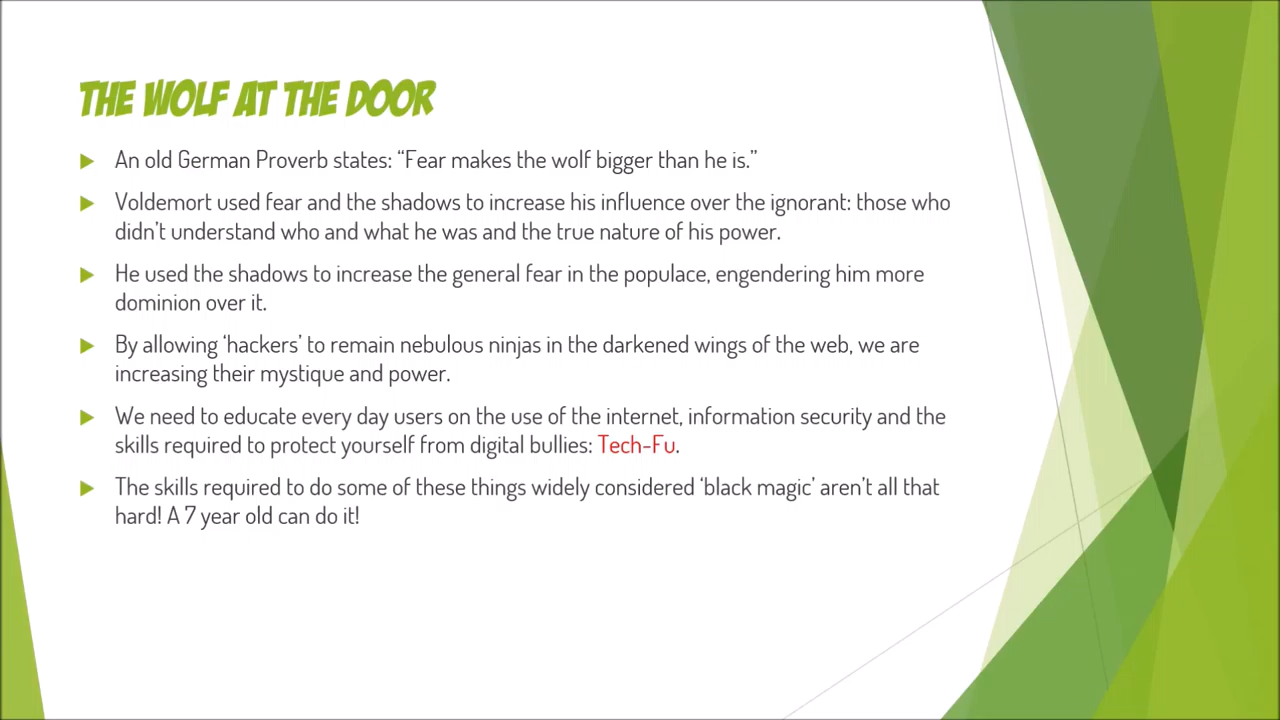 THE WOLF AT THE DOOR
An old German Proverb states: “Fear makes the wolf bigger than he is.”
Voldemort used fear and the shadows to increase his influence over the ignorant: those who
didn’t understand who and what he was and the true nature of his power.
He used the shadows to increase the general fear in the populace, engendering him more
dominion over it.
By allowing ‘hackers’ to remain nebulous ninjas in the darkened wings of the web, we are
increasing their mystique and power.
We need to educate every day users on the use of the internet, information security and the
skills required to protect yourself from digital bullies: Tech-Fu.
The skills required to do some of these things widely considered ‘black magic’ aren’t all that
hard! A 7 year old can do it!